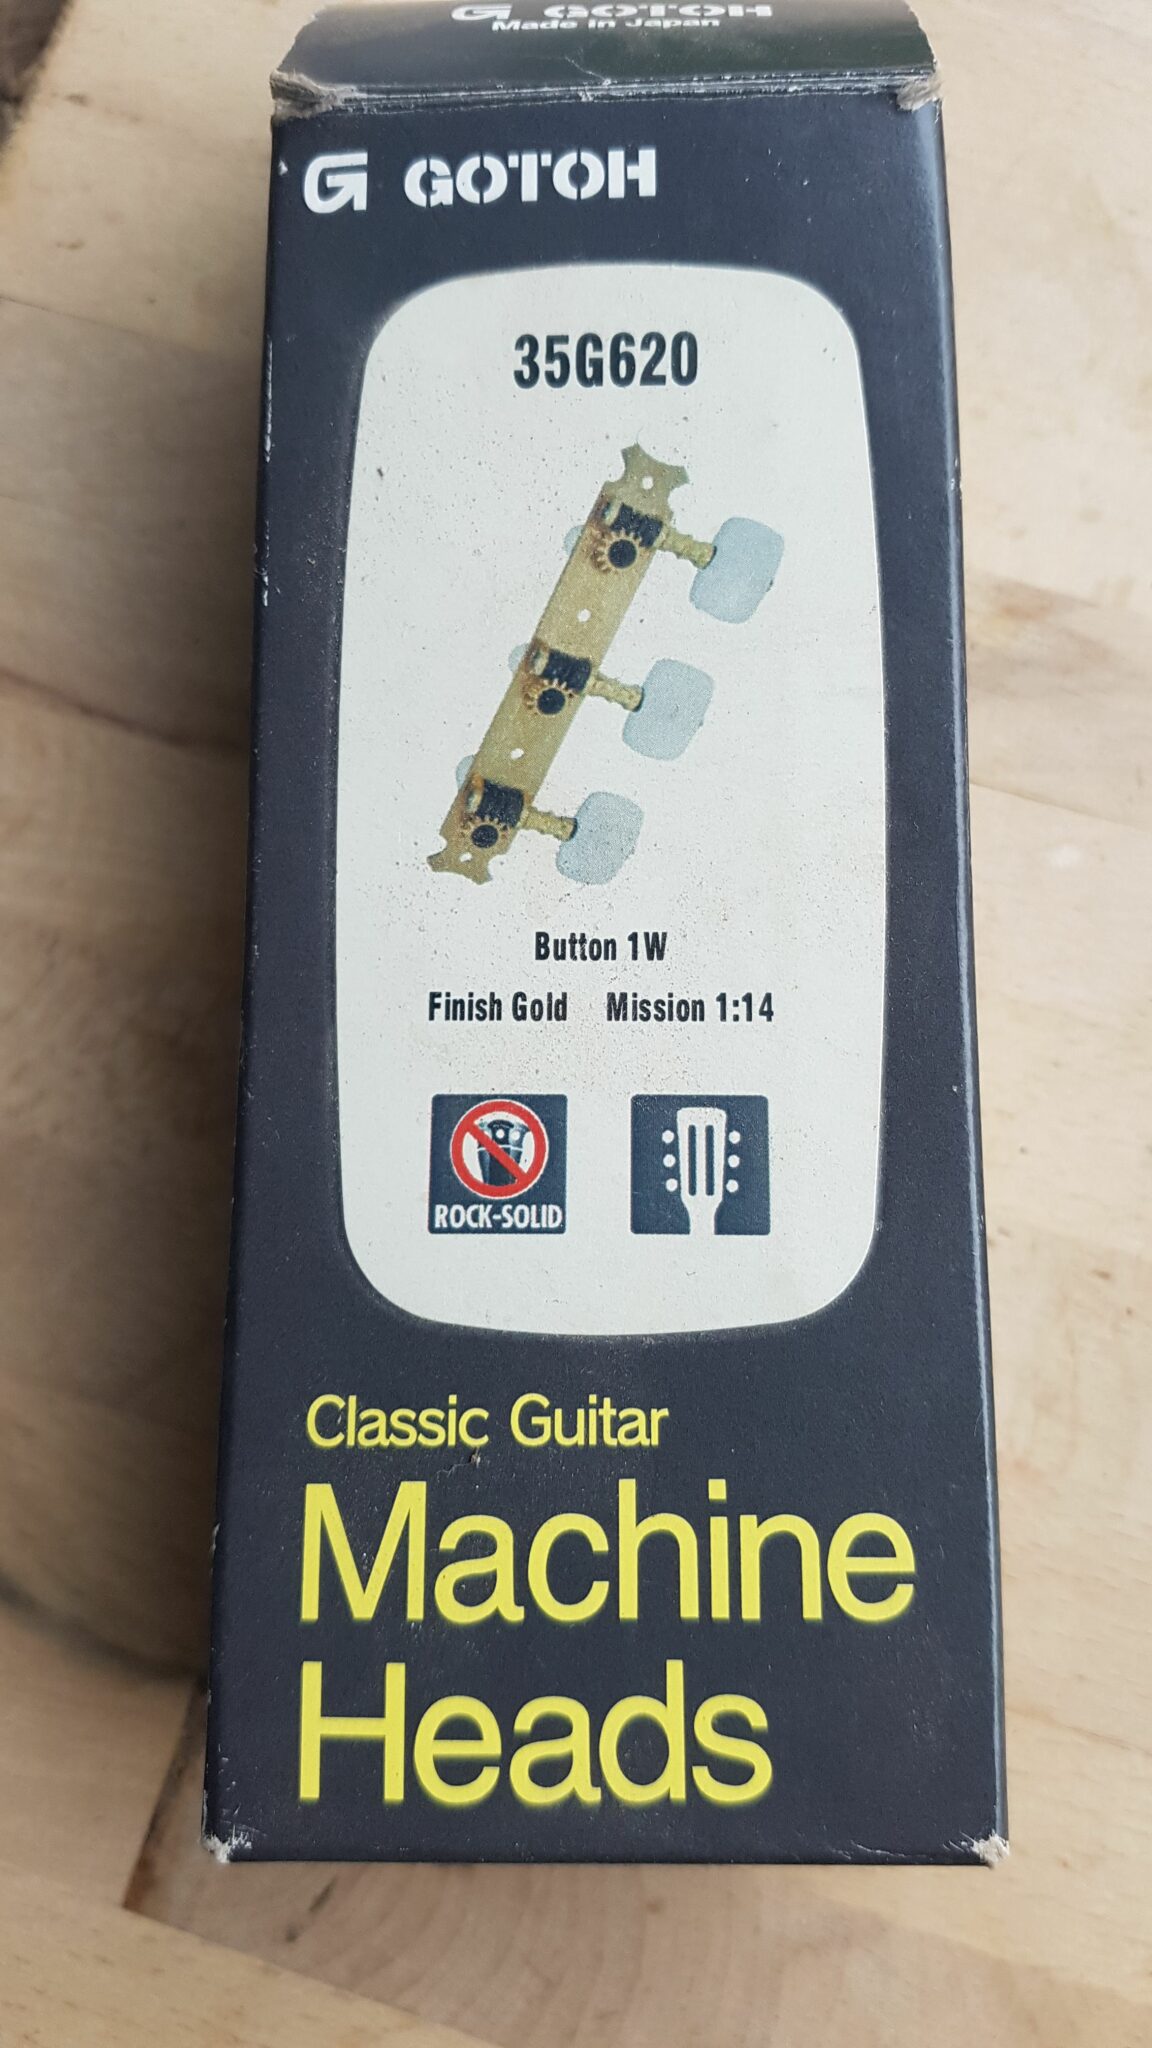 G GOTOH
Made in Japan
G GOTOH
35G620
Button 1W
Finish Gold Mission 1:14
ROCK-SOLID
Classic Guitar
Machine
Heads